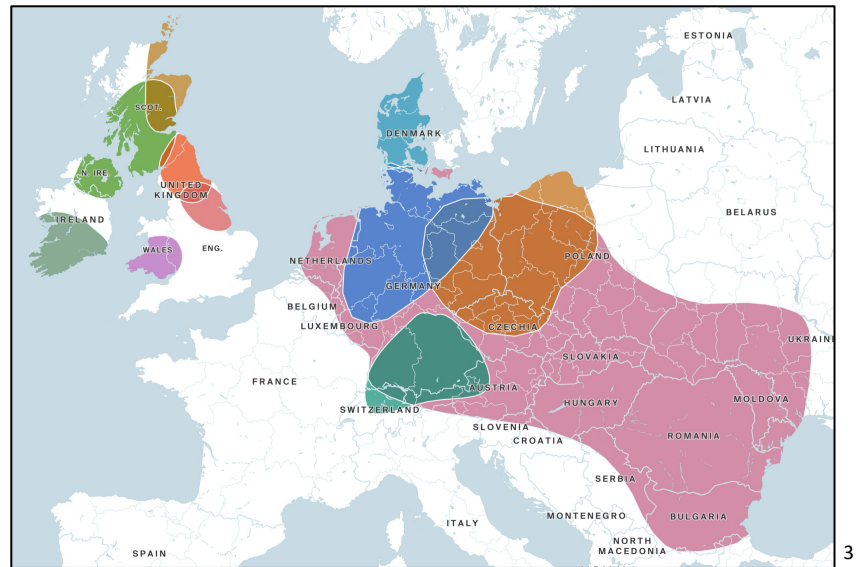 ESTONIA
LATVIA
SCOT.
DENMARK
LITHUANIA
N. IRE.
UNITED
KINGDOM
BELARUS
IRELAND
WALES
ENG.
NETHERLANDS
POLAND
GERMANY
BELGIUM
LUXEMBOURG
CZECHIA
UKRAIN
SLOVAKIA
FRANCE
AUSTRIA
MOLDOVA
HUNGARY
SWITZERLAND
SLOVENIA
ROMANIA
CROATIA
SERBIA
MONTENEGRO
BULGARIA
ITALY
NORTH
MACEDONIA
SPAIN
3